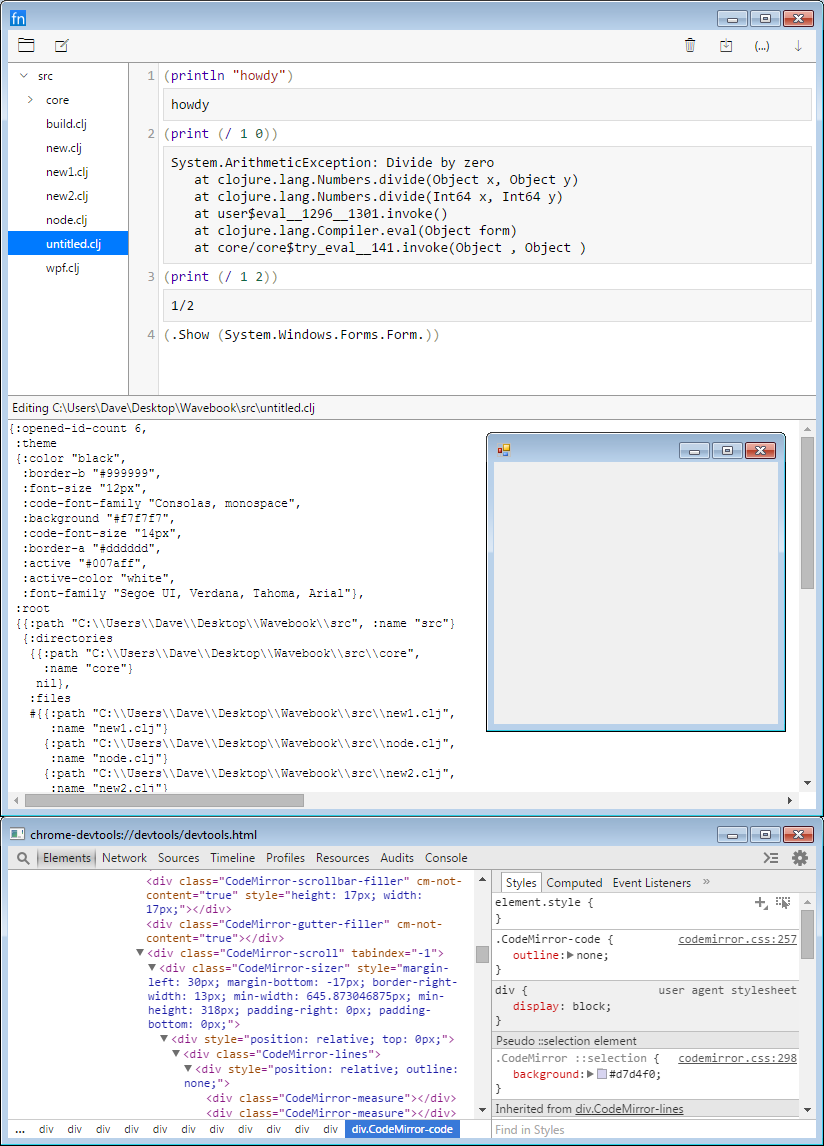 fn
(...)
src
core
build.clj
new.clj
new1.clj
new2.clj
node.clj
untitled.clj
wpf.clj
1 (println "howdy")
howdy
2 (print (/ 1 0))
System.ArithmeticException: Divide by zero
at clojure.lang.Numbers.divide(Object x, Object y)
at clojure.lang.Numbers.divide(Int64 x, Int64 y)
at user$eval__1296__1301.invoke()
at clojure.lang.Compiler.eval(Object form)
at core/core$try_eval__141.invoke(Object , Object )
3 (print (/ 1 2))
1/2
4 (.Show (System.Windows.Forms.Form.))
Editing C:\Users\Dave\Desktop\Wavebook\src\untitled.clj
{:opened-id-count 6,
:theme
{:color "black",
:border-b "#999999",
:font-size "12px",
:code-font-family "Consolas, monospace",
:background "#f7f7f7",
:code-font-size "14px",
:border-a "#dddddd",
:active "#007aff",
:active-color "white",
:font-family "Segoe UI, Verdana, Tahoma, Arial"},
:root
{{:path "C:\\Users\\Dave\\Desktop\\Wavebook\\src", :name "src"}
{:directories
{{:path "C:\\Users\\Dave\\Desktop\\Wavebook\\src\\core",
:name "core"}
nil},
:files
#{{:path "C:\\Users\\Dave\\Desktop\\Wavebook\\src\\new1.clj",
:name "new1.clj"}
{:path "C:\\Users\\Dave\\Desktop\\Wavebook\\src\\node.clj",
:name "node.clj"}
{:path "C:\\Users\\Dave\\Desktop\\Wavebook\\src\\new2.clj",
:name "new2.clj"}
chrome-devtools://devtools/devtools.html
Elements Network Sources Timeline Profiles Resources Audits Console
<div class="CodeMirror-scrollbar-filler" cm-not-
content="true" style="height: 17px; width:
17px;"></div>
<div class="CodeMirror-gutter-filler" cm-not-
content="true"></div>
<div class="CodeMirror-scroll" tabindex="-1">
<div class="CodeMirror-sizer" style="margin-
left: 30px; margin-bottom: -17px; border-right-
width: 13px; min-width: 645.873046875px; min-
height: 318px; padding-right: 0px; padding-
bottom: 0px;">
<div style="position: relative; top: 0px;">
<div class="CodeMirror-lines">
<div style="position: relative; outline:
none;">
<div class="CodeMirror-measure"></div>
<div class="CodeMirror-measure"></div>
... div div div div div div div div div div div div.CodeMirror-code
Styles Computed Event Listeners »
element.style {
}
.CodeMirror-code { codemirror.css:257
outline: none;
}
div { user agent stylesheet
display: block;
}
Pseudo ::selection element
.CodeMirror ::selection { codemirror.css:298
background: #d7d4f0;
}
Inherited from div.CodeMirror-lines
Find in Styles